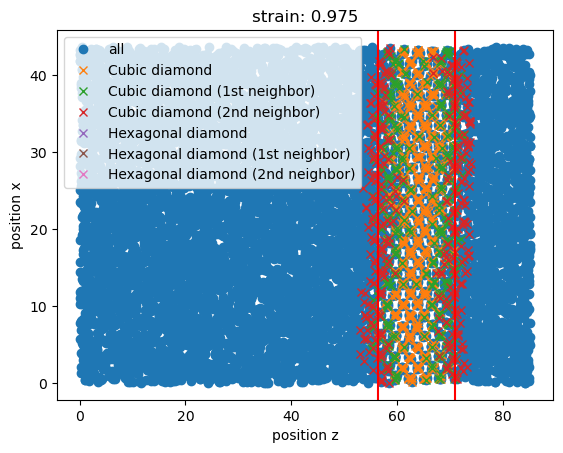 strain: 0.975
all
Cubic diamond
Cubic diamond (1st neighbor)
Cubic diamond (2nd neighbor)
Hexagonal diamond
Hexagonal diamond (1st neighbor)
Hexagonal diamond (2nd neighbor)
position x
40
30
20
10
0
0
20
40
60
80
position z